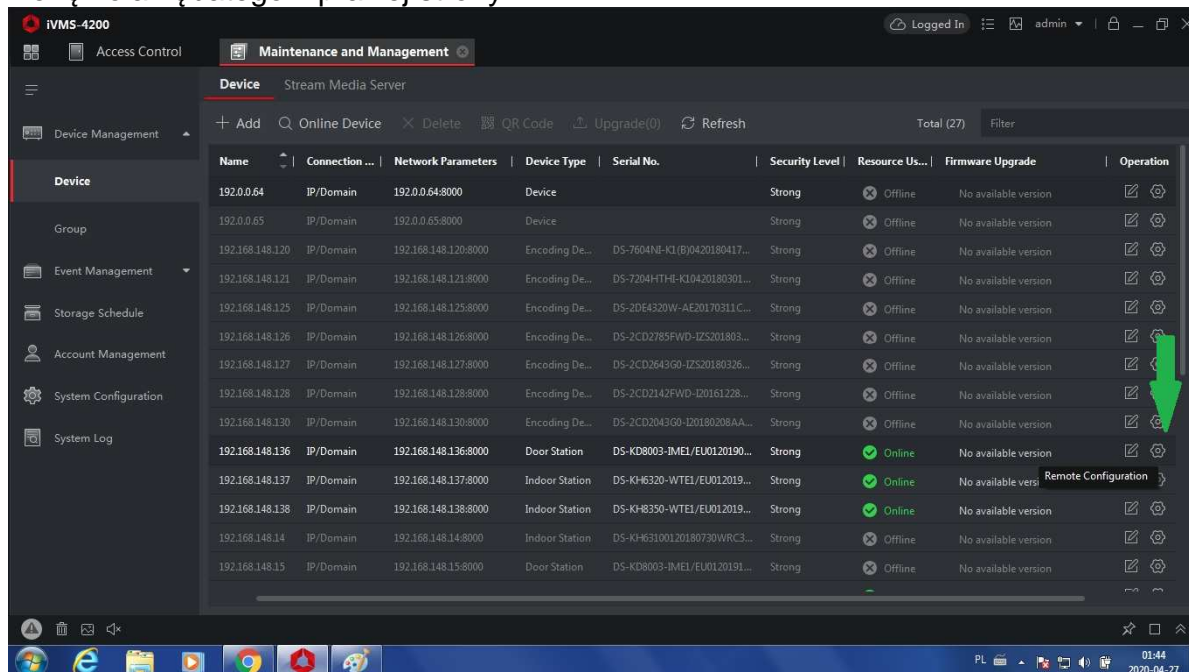 iVMS-4200
Logged In
admin
Access Control
Maintenance and Management
Device
Stream Media Server
Device Management
Device
Group
Event Management
Storage Schedule
Account Management
System Configuration
System Log
+ Add Online Device Delete QR Code Upgrade(0) Refresh Total (27) Filter
Name Connection ... Network Parameters Device Type Serial No. Security Level Resource Us... Firmware Upgrade Operation
192.0.0.64 IP/Domain 192.0.0.64:8000 Device Strong Offline No available version
192.0.0.65 IP/Domain 192.0.0.65:8000 Device Strong Offline No available version
192.168.148.120 IP/Domain 192.168.148.120:8000 Encoding De... DS-7604NI-K1(B)0420180417... Strong Offline No available version
192.168.148.121 IP/Domain 192.168.148.121:8000 Encoding De... DS-7204HTHI-K10420180301... Strong Offline No available version
192.168.148.125 IP/Domain 192.168.148.125:8000 Encoding De... DS-2DE4320W-AE20170311C... Strong Offline No available version
192.168.148.126 IP/Domain 192.168.148.126:8000 Encoding De... DS-2CD2785FWD-IZS201803... Strong Offline No available version
192.168.148.127 IP/Domain 192.168.148.127:8000 Encoding De... DS-2CD2643G0-IZS20180326... Strong Offline No available version
192.168.148.128 IP/Domain 192.168.148.128:8000 Encoding De... DS-2CD2142FWD-I20161228... Strong Offline No available version
192.168.148.130 IP/Domain 192.168.148.130:8000 Encoding De... DS-2CD2043G0-I20180208AA... Strong Offline No available version
192.168.148.136 IP/Domain 192.168.148.136:8000 Door Station DS-KD8003-IME1/EU0120190... Strong Online No available version
192.168.148.137 IP/Domain 192.168.148.137:8000 Indoor Station DS-KH6320-WTE1/EU012019... Strong Online No available versi
Remote Configuration
192.168.148.138 IP/Domain 192.168.148.138:8000 Indoor Station DS-KH8350-WTE1/EU012019... Strong Online No available version
192.168.148.14 IP/Domain 192.168.148.14:8000 Indoor Station DS-KH63100120180730WRC3... Strong Offline No available version
192.168.148.15 IP/Domain 192.168.148.15:8000 Door Station DS-KD8003-IME1/EU0120191... Strong Offline No available version
PL
01:44
2020-04-27